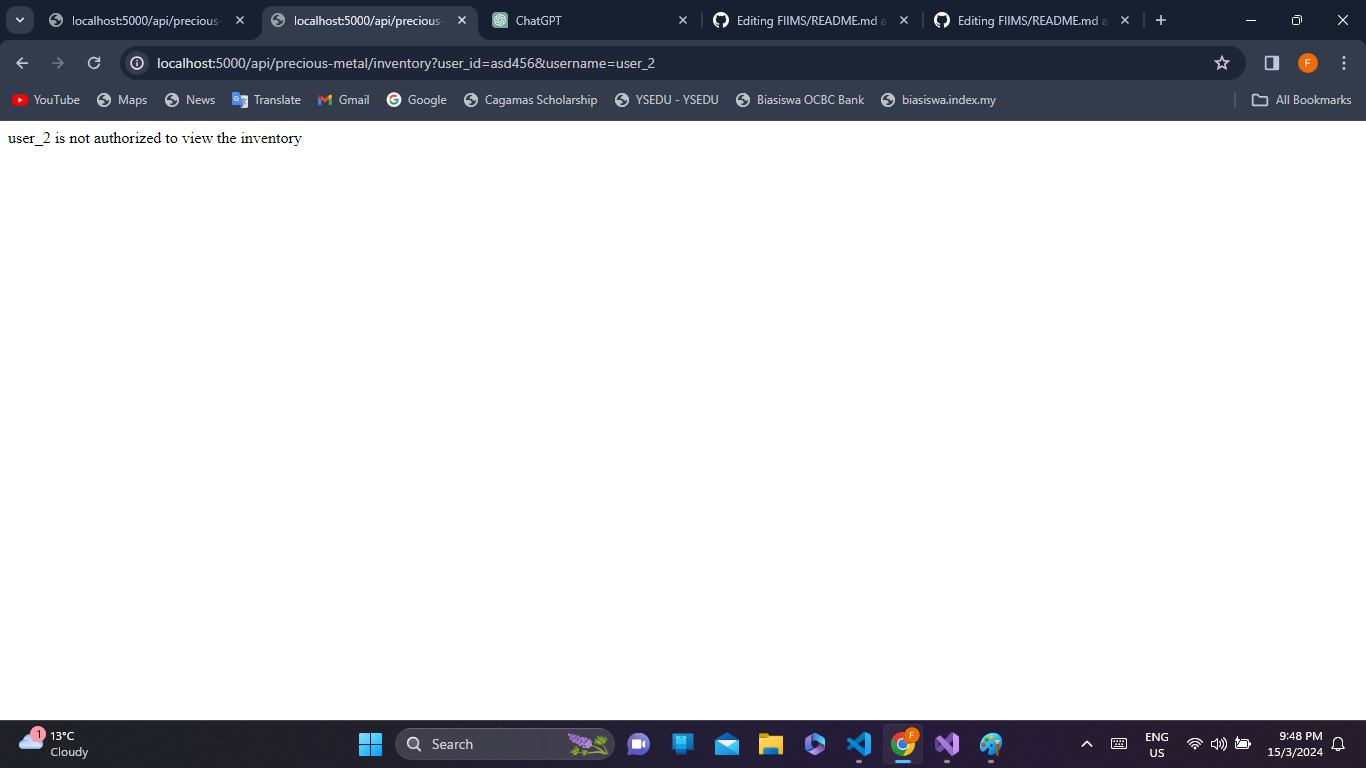 localhost:5000/api/precious-
localhost:5000/api/precious-
ChatGPT
Editing FIIMS/README.md a
Editing FIIMS/README.md a
localhost:5000/api/precious-metal/inventory?user_id=asd456&username=user_2
F
YouTube
Maps
News
Translate
Gmail
Google
Cagamas Scholarship
YSEDU - YSEDU
Biasiswa OCBC Bank
biasiswa.index.my
All Bookmarks
user_2 is not authorized to view the inventory
1
13°C
Cloudy
Search
F
ENG
US
9:48 PM
15/3/2024